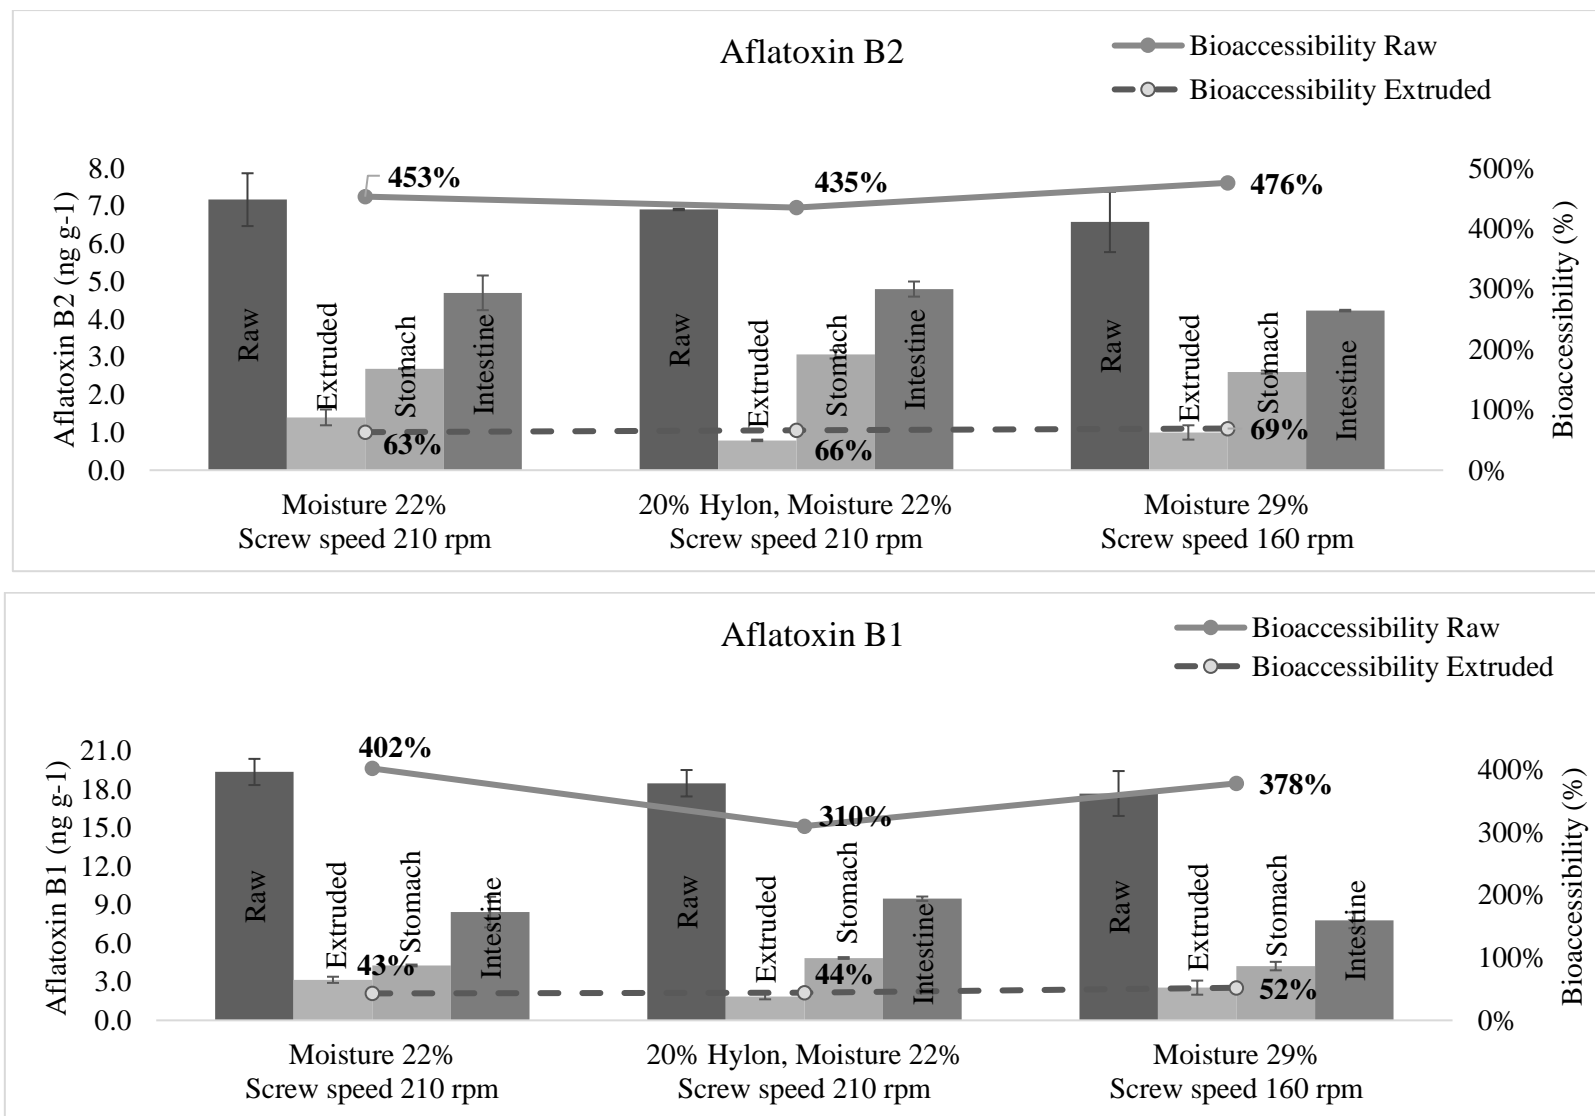 Aflatoxin B2
Bioaccessibility Raw
Bioaccessibility Extruded
Aflatoxin B2 (ng g-1)
8.0
7.0
6.0
5.0
4.0
3.0
2.0
1.0
0.0
453%
435%
476%
Raw
Extruded
Stomach
Intestine
Raw
Extruded
Stomach
Intestine
Raw
Extruded
Stomach
Intestine
63%
66%
69%
500%
400%
300%
200%
100%
0%
Bioaccessibility (%)
Moisture 22%
Screw speed 210 rpm
20% Hylon, Moisture 22%
Screw speed 210 rpm
Moisture 29%
Screw speed 160 rpm
Aflatoxin B1
Bioaccessibility Raw
Bioaccessibility Extruded
Aflatoxin B1 (ng g-1)
21.0
18.0
15.0
12.0
9.0
6.0
3.0
0.0
402%
310%
378%
Raw
Extruded
Stomach
Intestine
Raw
Extruded
Stomach
Intestine
Raw
Extruded
Stomach
Intestine
43%
44%
52%
400%
300%
200%
100%
0%
Bioaccessibility (%)
Moisture 22%
Screw speed 210 rpm
20% Hylon, Moisture 22%
Screw speed 210 rpm
Moisture 29%
Screw speed 160 rpm